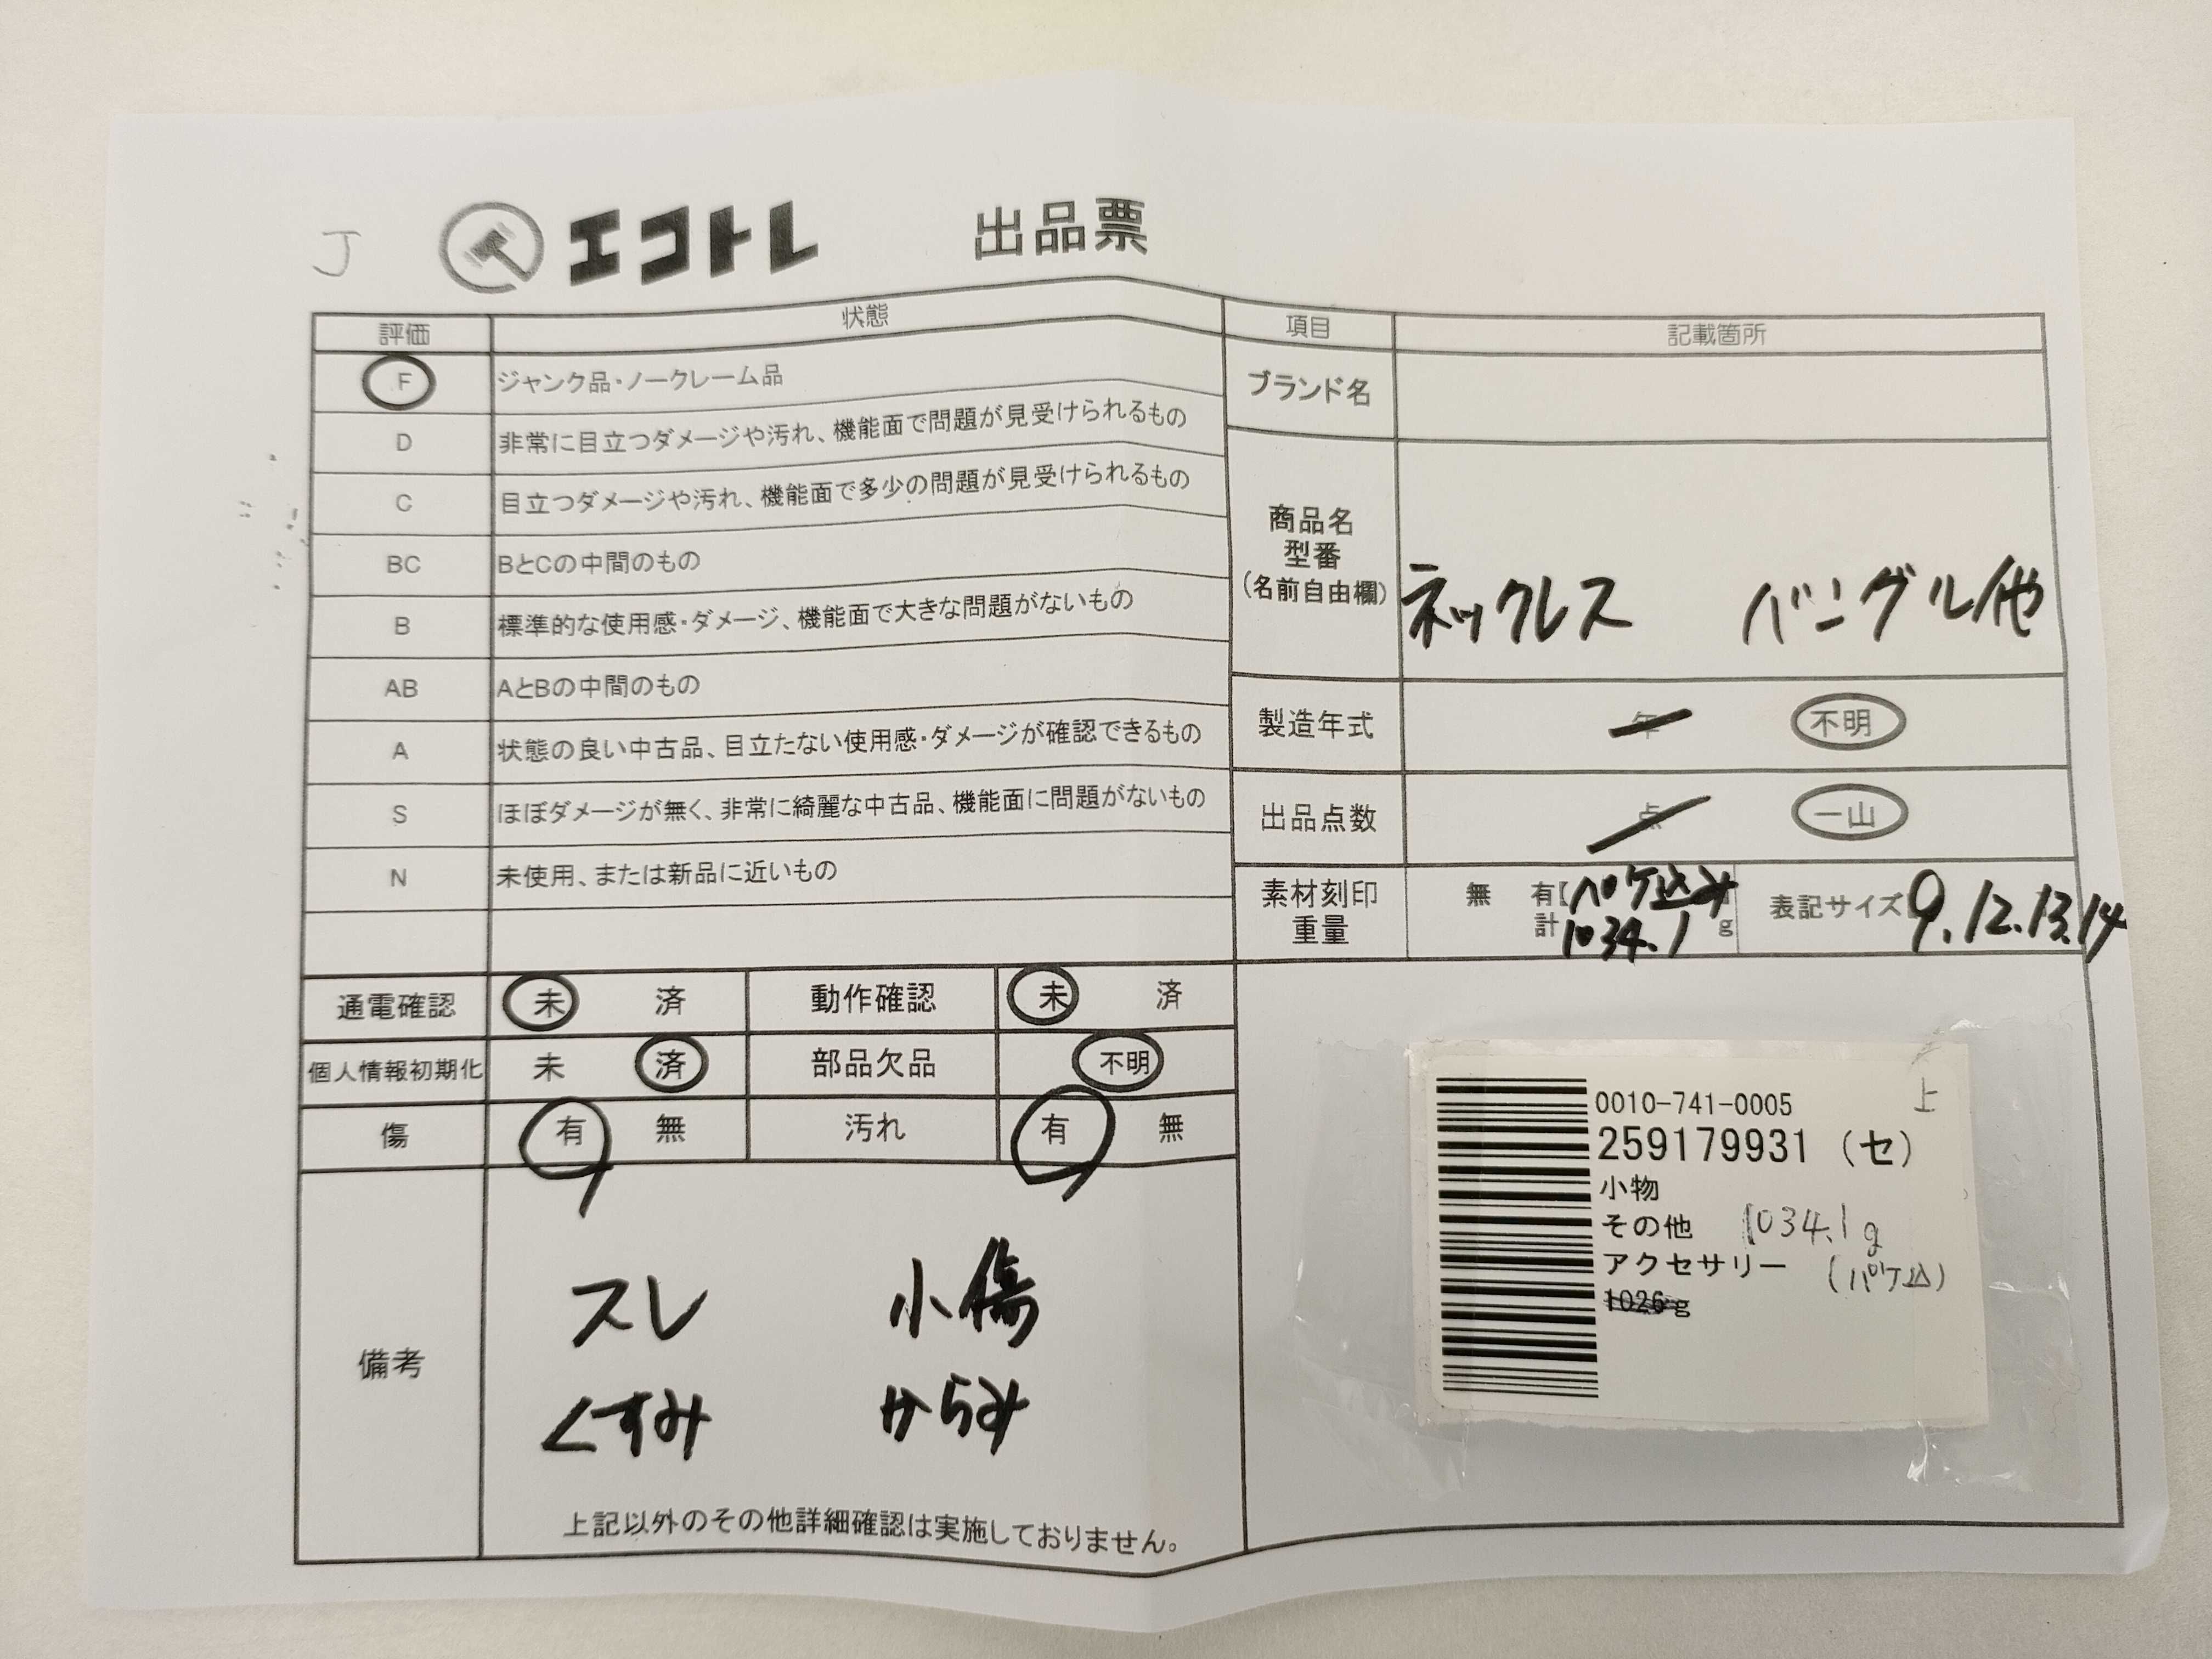 J エコトレ 出品票
評価 状態 項目 記載箇所
F ジャンク品・ノークレーム品
D 非常に目立つダメージや汚れ、機能面で問題が見受けられるもの
C 目立つダメージや汚れ、機能面で多少の問題が見受けられるもの
BC BとCの中間のもの
B 標準的な使用感・ダメージ、機能面で大きな問題がないもの
AB AとBの中間のもの
A 状態の良い中古品、目立たない使用感・ダメージが確認できるもの
S ほぼダメージが無く、非常に綺麗な中古品、機能面に問題がないもの
N 未使用、または新品に近いもの
ブランド名
商品名
型番
(名前自由欄) ネックレス バングル他
製造年式 年 不明
出品点数 点 一山
素材刻印 無 有【パケ込み 表記サイズ 9.12.13.14
重量 計 1034.1 g
通電確認 未 済 動作確認 未 済
個人情報初期化 未 済 部品欠品 不明
傷 有 無 汚れ 有 無
備考
スレ 小傷
くすみ からみ
上記以外のその他詳細確認は実施しておりません。
上
0010-741-0005
259179931 (セ)
小物
その他 1034.1g
アクセサリー (パケ込)
1026g